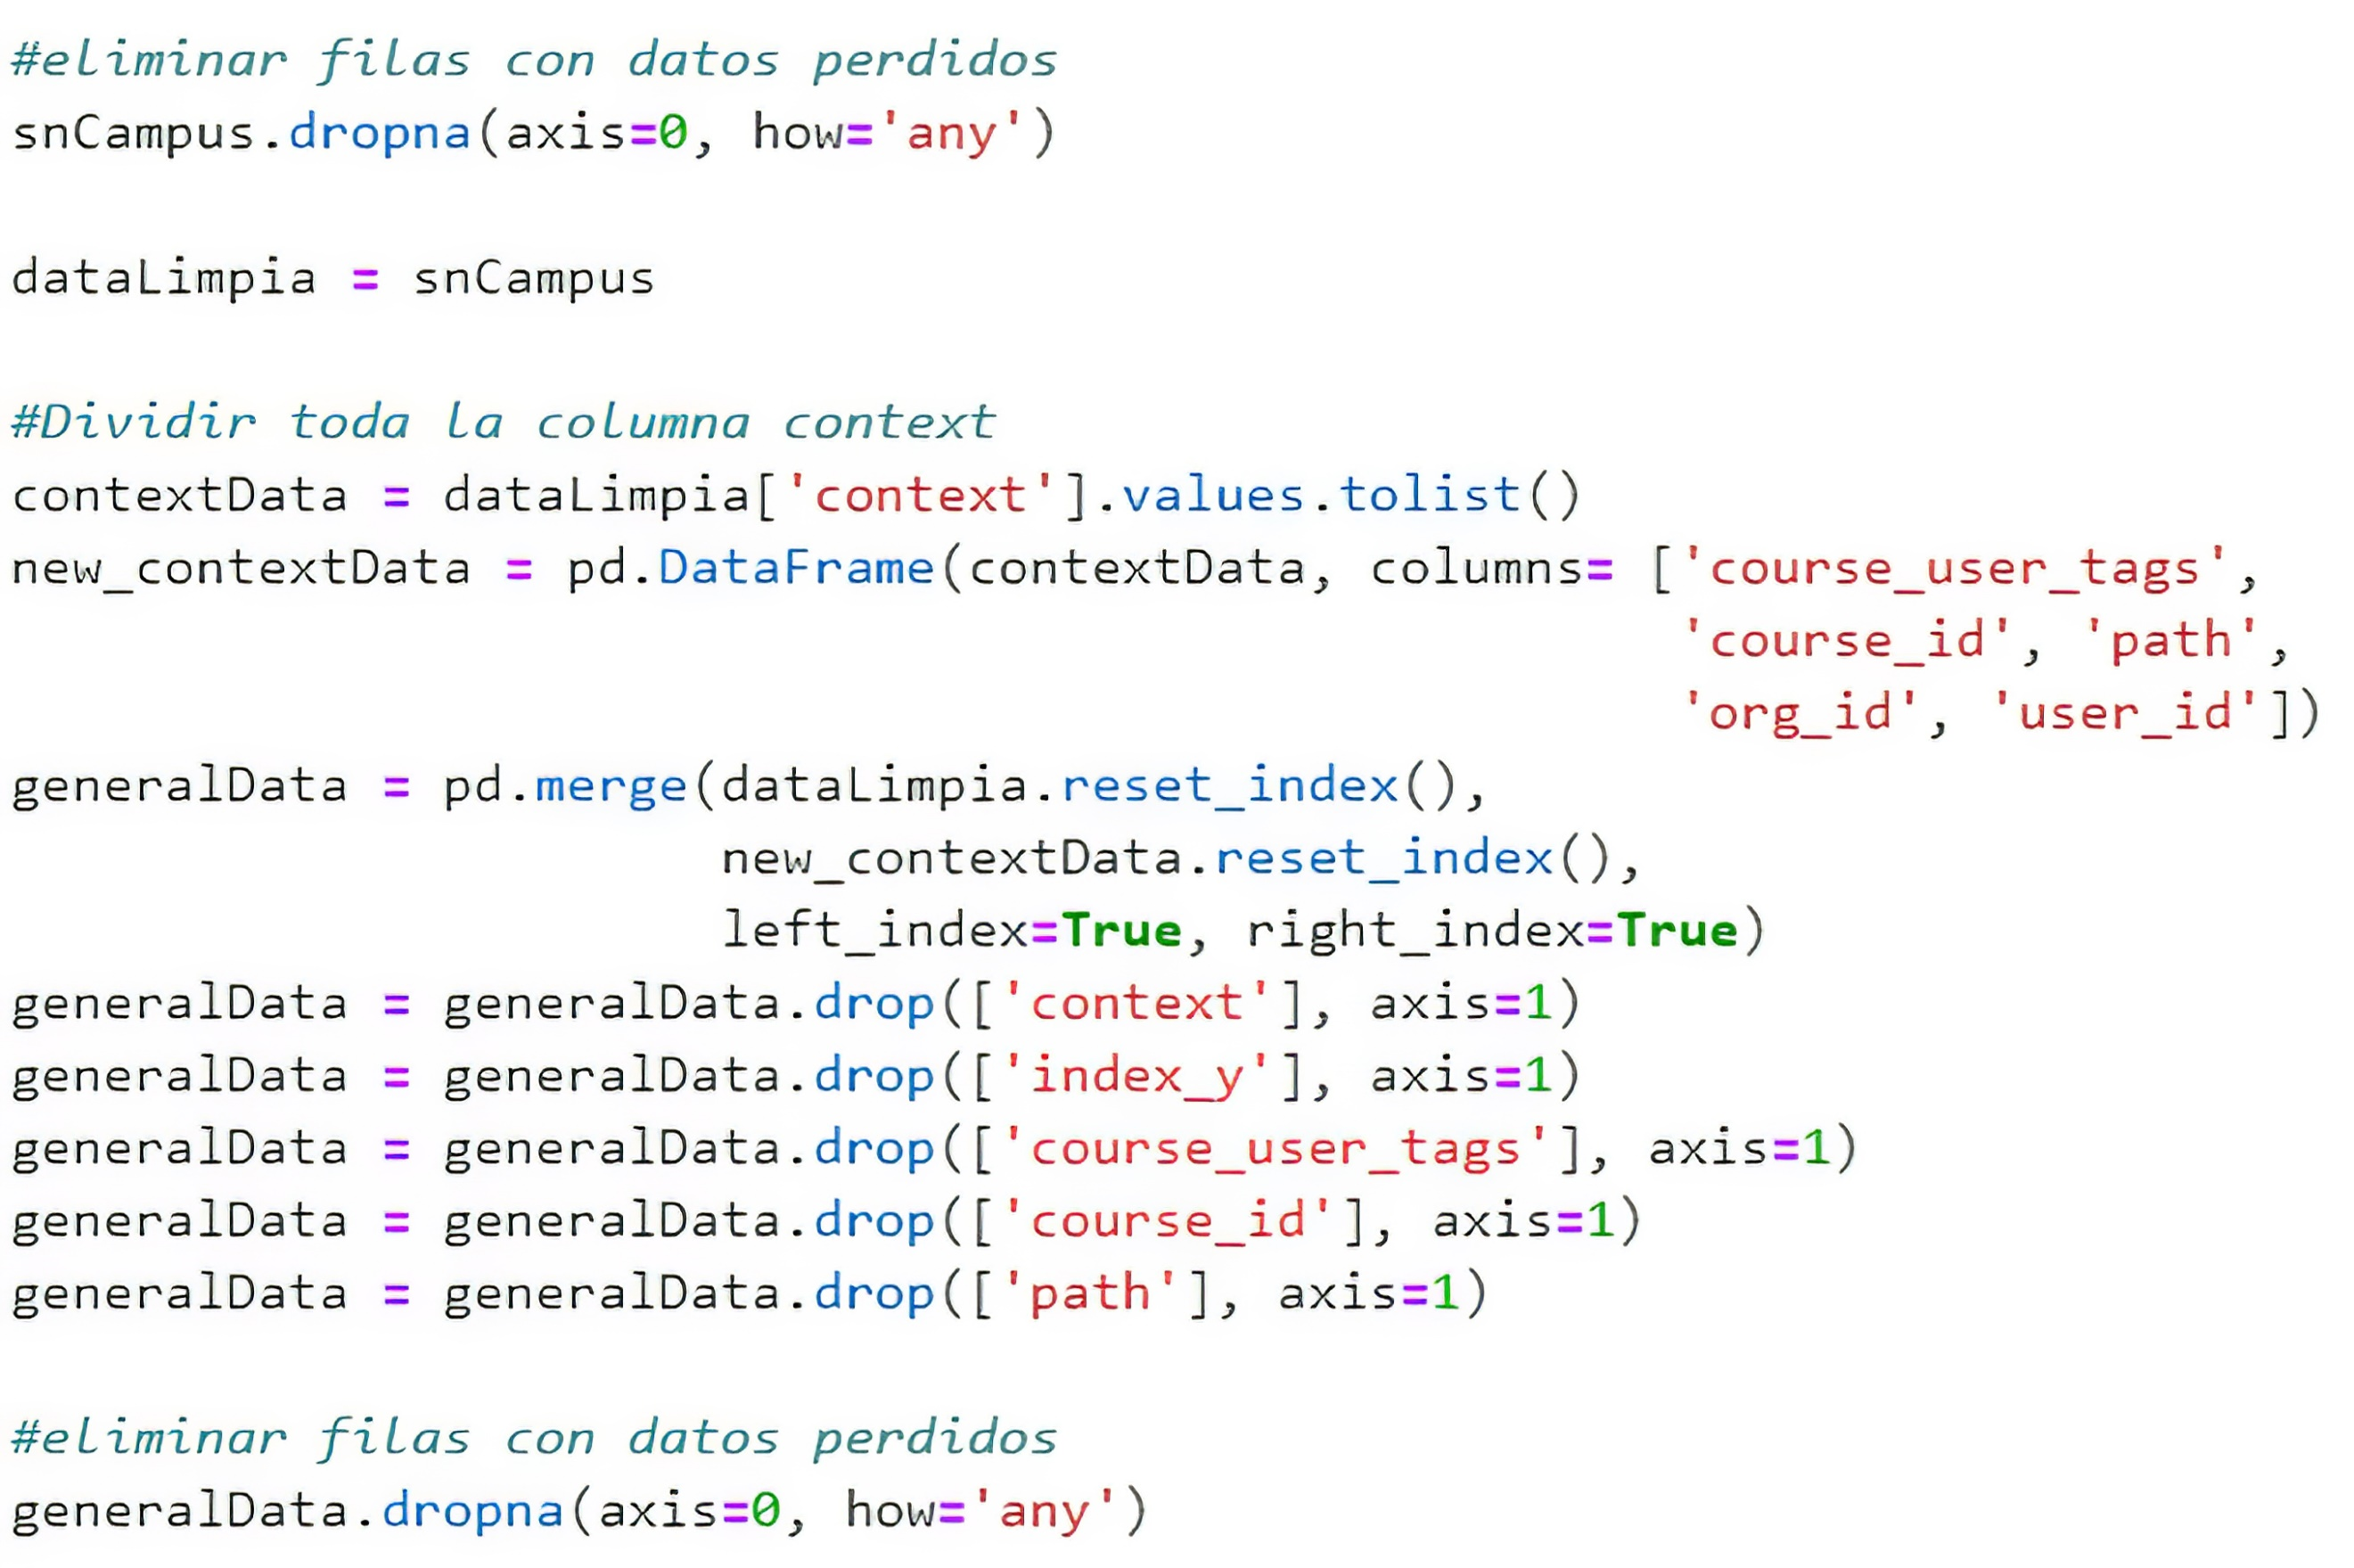 #eliminar filas con datos perdidos
snCampus.dropna(axis=0, how='any')
dataLimpia = snCampus
#Dividir toda la columna context
contextData = dataLimpia['context'].values.tolist()
new_contextData = pd.DataFrame(contextData, columns= ['course_user_tags',
'course_id', 'path',
'org_id', 'user_id'])
generalData = pd.merge(dataLimpia.reset_index(),
new_contextData.reset_index(),
left_index=True, right_index=True)
generalData = generalData.drop(['context'], axis=1)
generalData = generalData.drop(['index_y'], axis=1)
generalData = generalData.drop(['course_user_tags'], axis=1)
generalData = generalData.drop(['course_id'], axis=1)
generalData = generalData.drop(['path'], axis=1)
#eliminar filas con datos perdidos
generalData.dropna(axis=0, how='any')